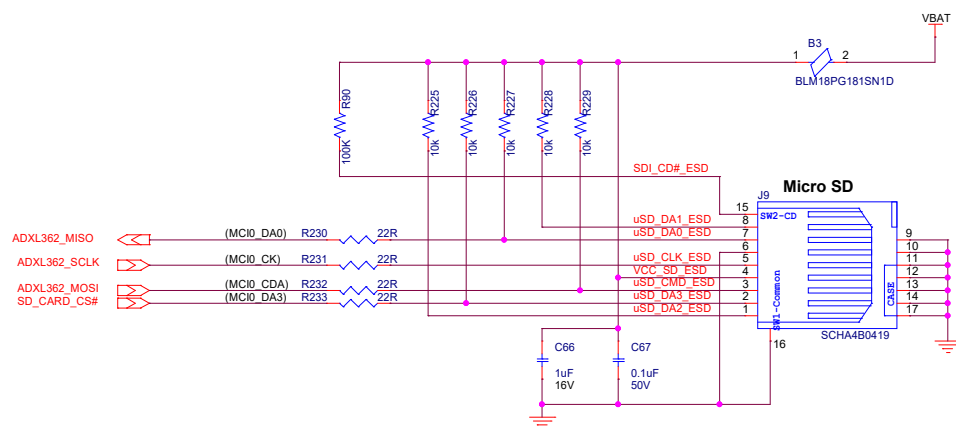 VBAT
B3
1 2
BLM18PG181SN1D
R90
100K
R225
10k
R226
10k
R227
10k
R228
10k
R229
10k
SDI_CD#_ESD
J9
Micro SD
15
SW2-CD
uSD_DA1_ESD
8
ADXL362_MISO
(MCI0_DA0)
R230
22R
uSD_DA0_ESD
7
9
6
10
ADXL362_SCLK
(MCI0_CK)
R231
22R
uSD_CLK_ESD
5
11
VCC_SD_ESD
4
12
ADXL362_MOSI
(MCI0_CDA)
R232
22R
uSD_CMD_ESD
3
13
SD_CARD_CS#
(MCI0_DA3)
R233
22R
uSD_DA3_ESD
2
14
uSD_DA2_ESD
1
17
SW1-Common
CASE
16
SCHA4B0419
C66
1uF
16V
C67
0.1uF
50V